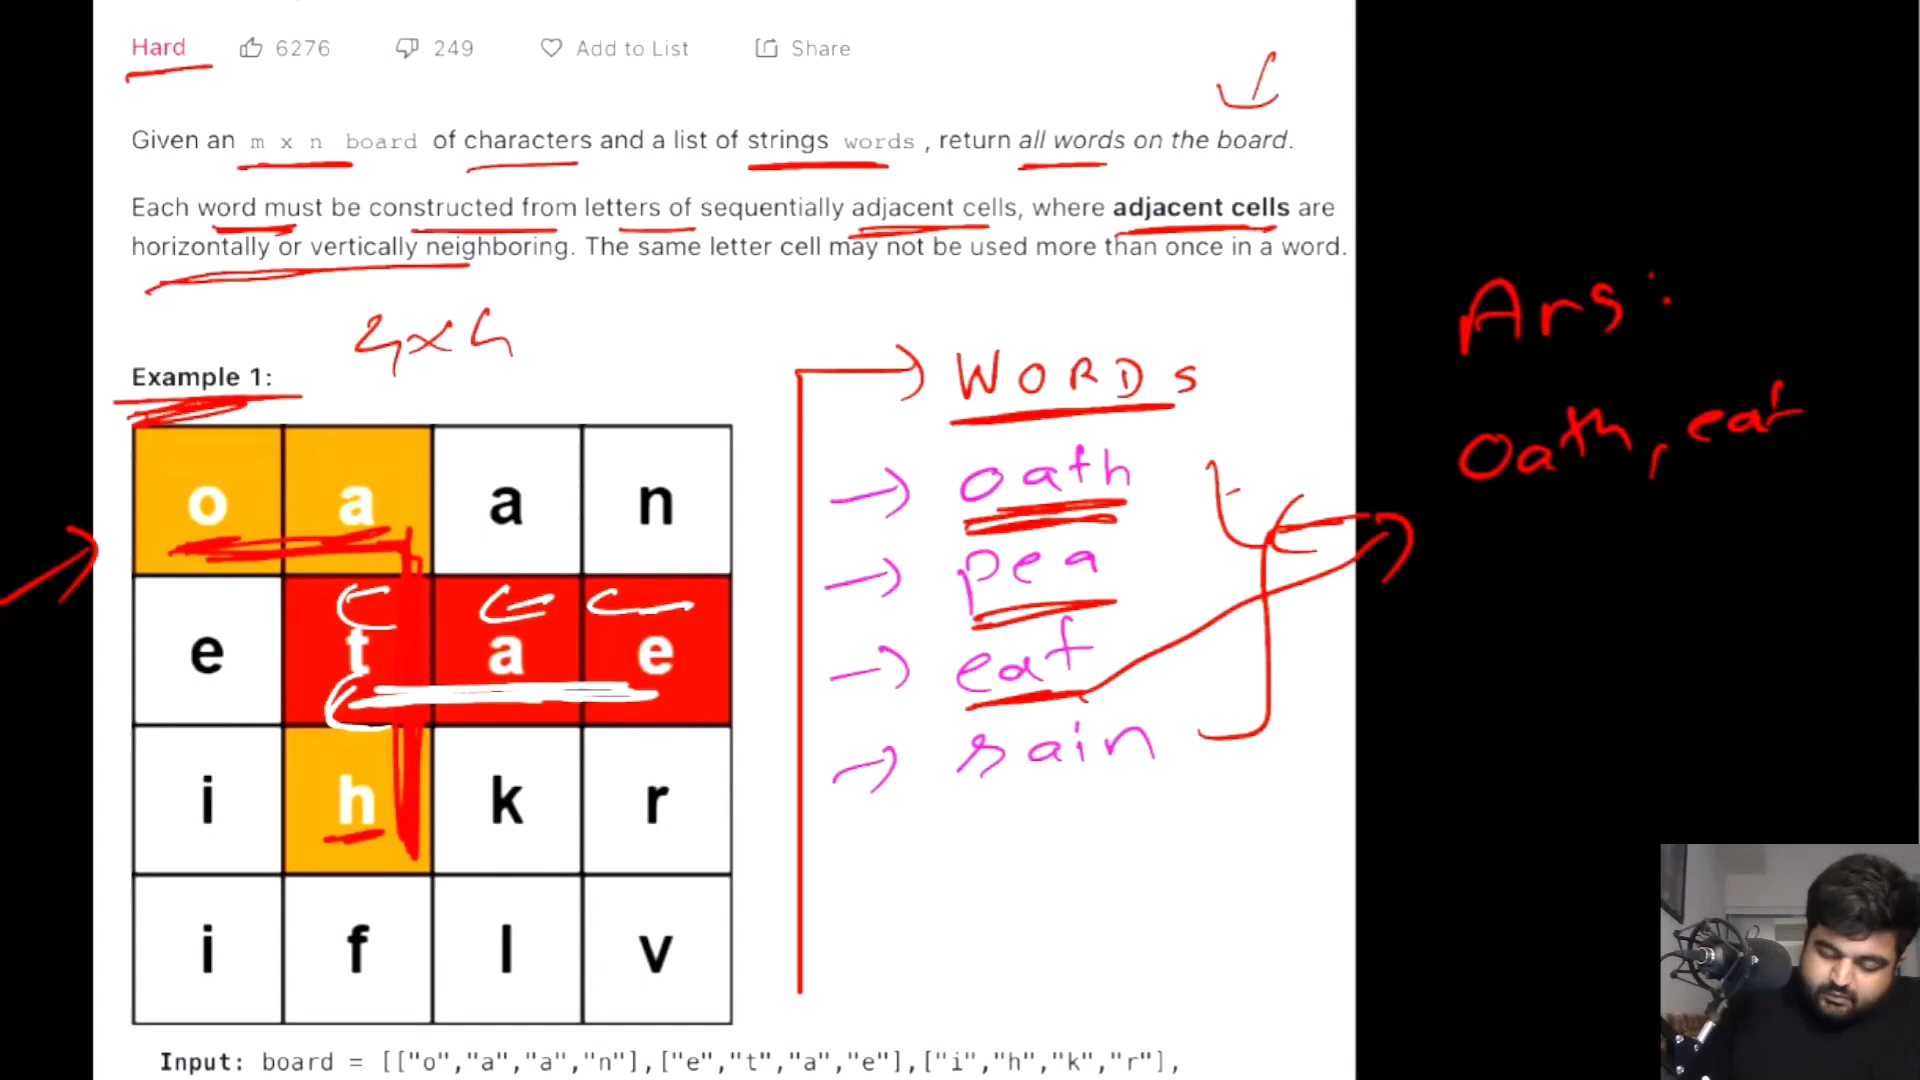 Hard 6276 249 Add to List Share
Given an m x n board of characters and a list of strings words , return all words on the board.
Each word must be constructed from letters of sequentially adjacent cells, where adjacent cells are
horizontally or vertically neighboring. The same letter cell may not be used more than once in a word.
4x4
Example 1:
WORDs
o a a n
e t a e
i h k r
i f l v
oath
pea
eat
rain
Ans:
Oath, eat
Input: board = [["o","a","a","n"],["e","t","a","e"],["i","h","k","r"],